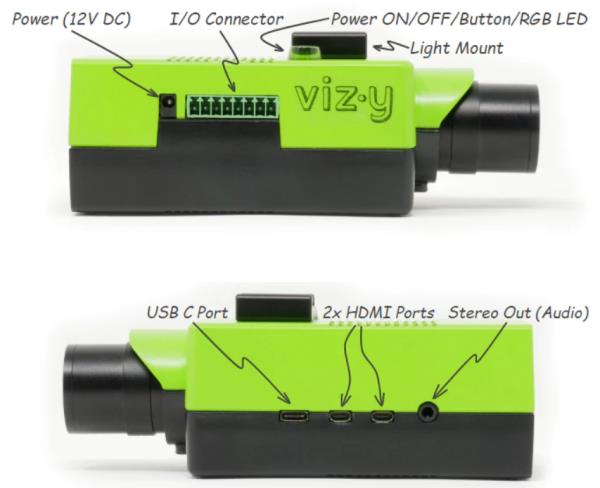 Power (12V DC)
I/O Connector
Power ON/OFF/Button/RGB LED
Light Mount
viz·y
USB C Port
2x HDMI Ports
Stereo Out (Audio)